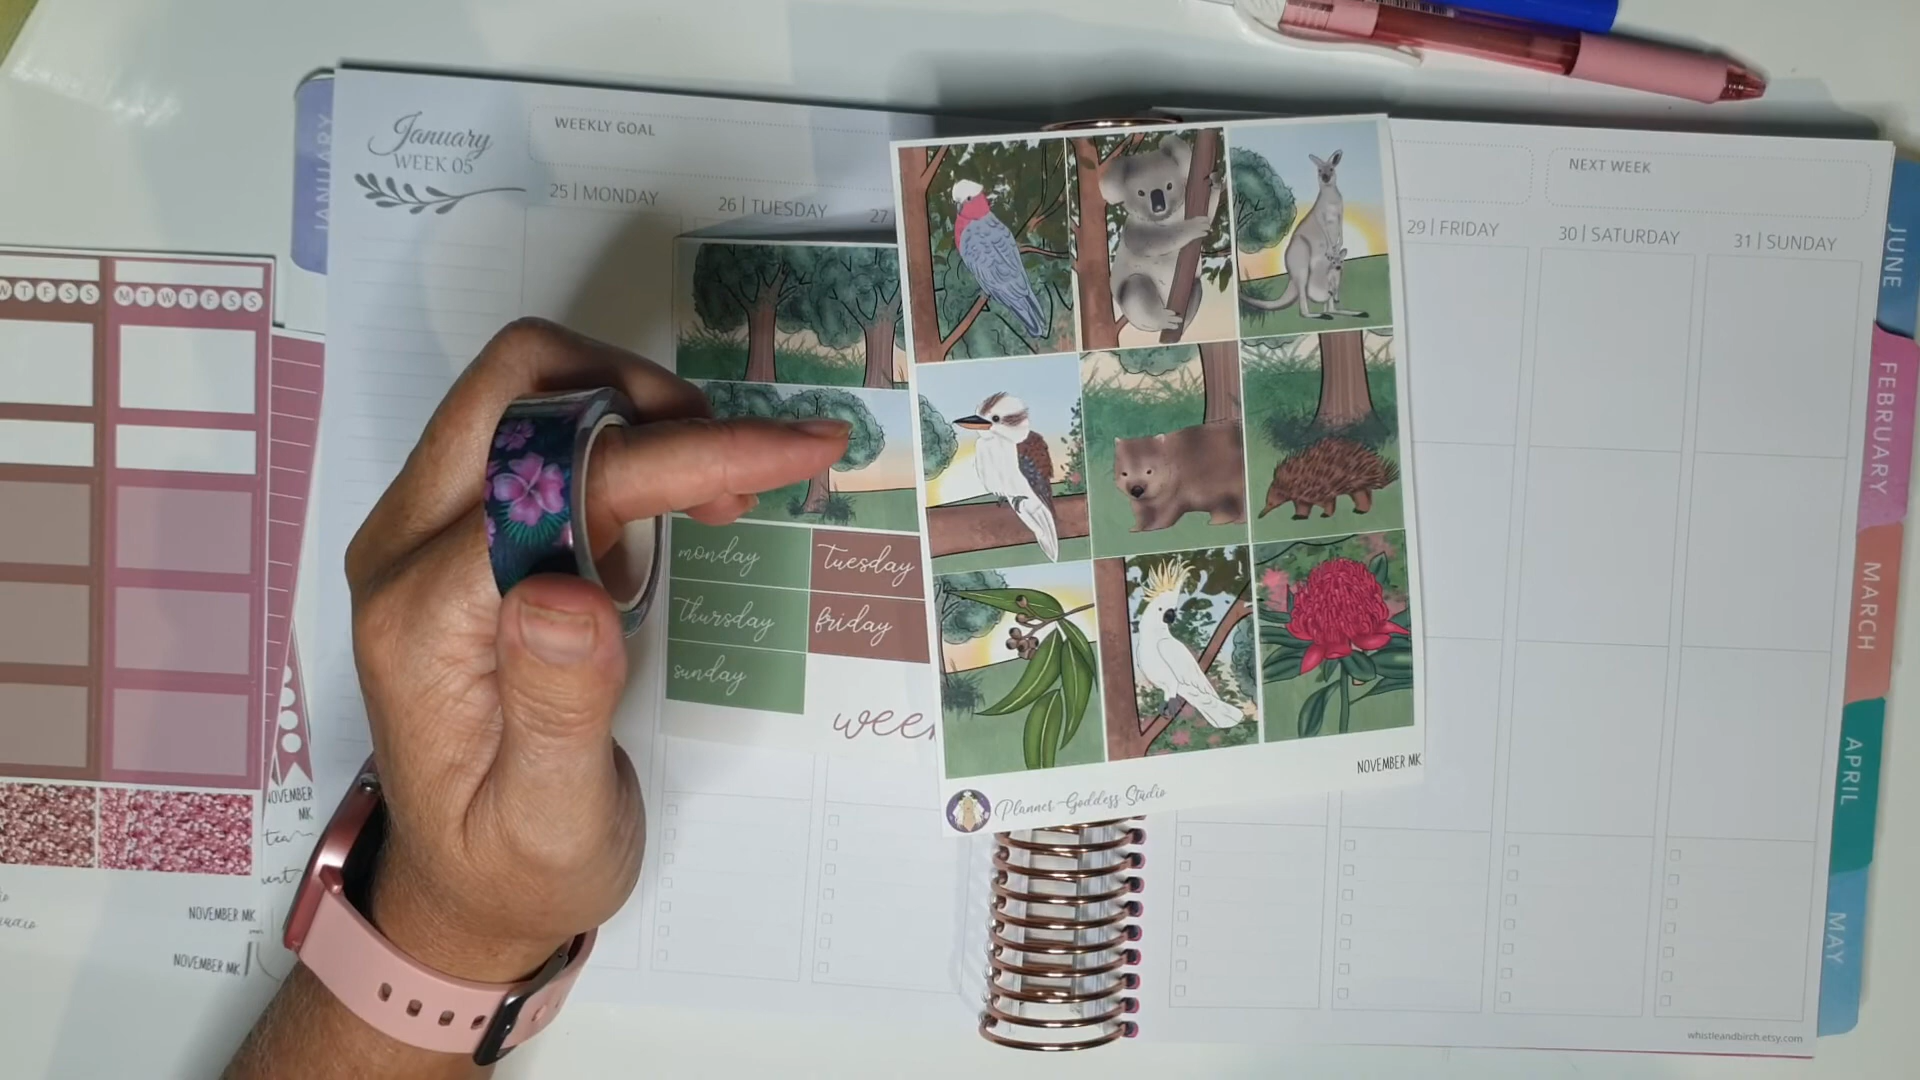 January
WEEK 05
WEEKLY GOAL
NEXT WEEK
25 | MONDAY
26 | TUESDAY
27
29 | FRIDAY
30 | SATURDAY
31 | SUNDAY
JANUARY
JUNE
FEBRUARY
MARCH
APRIL
MAY
W T F S S
M T W T F S S
monday
Tuesday
thursday
friday
sunday
week
Planner Goddess Studio
NOVEMBER MK
NOVEMBER
MK
NOVEMBER MK
NOVEMBER MK
whistleandbirch.etsy.com